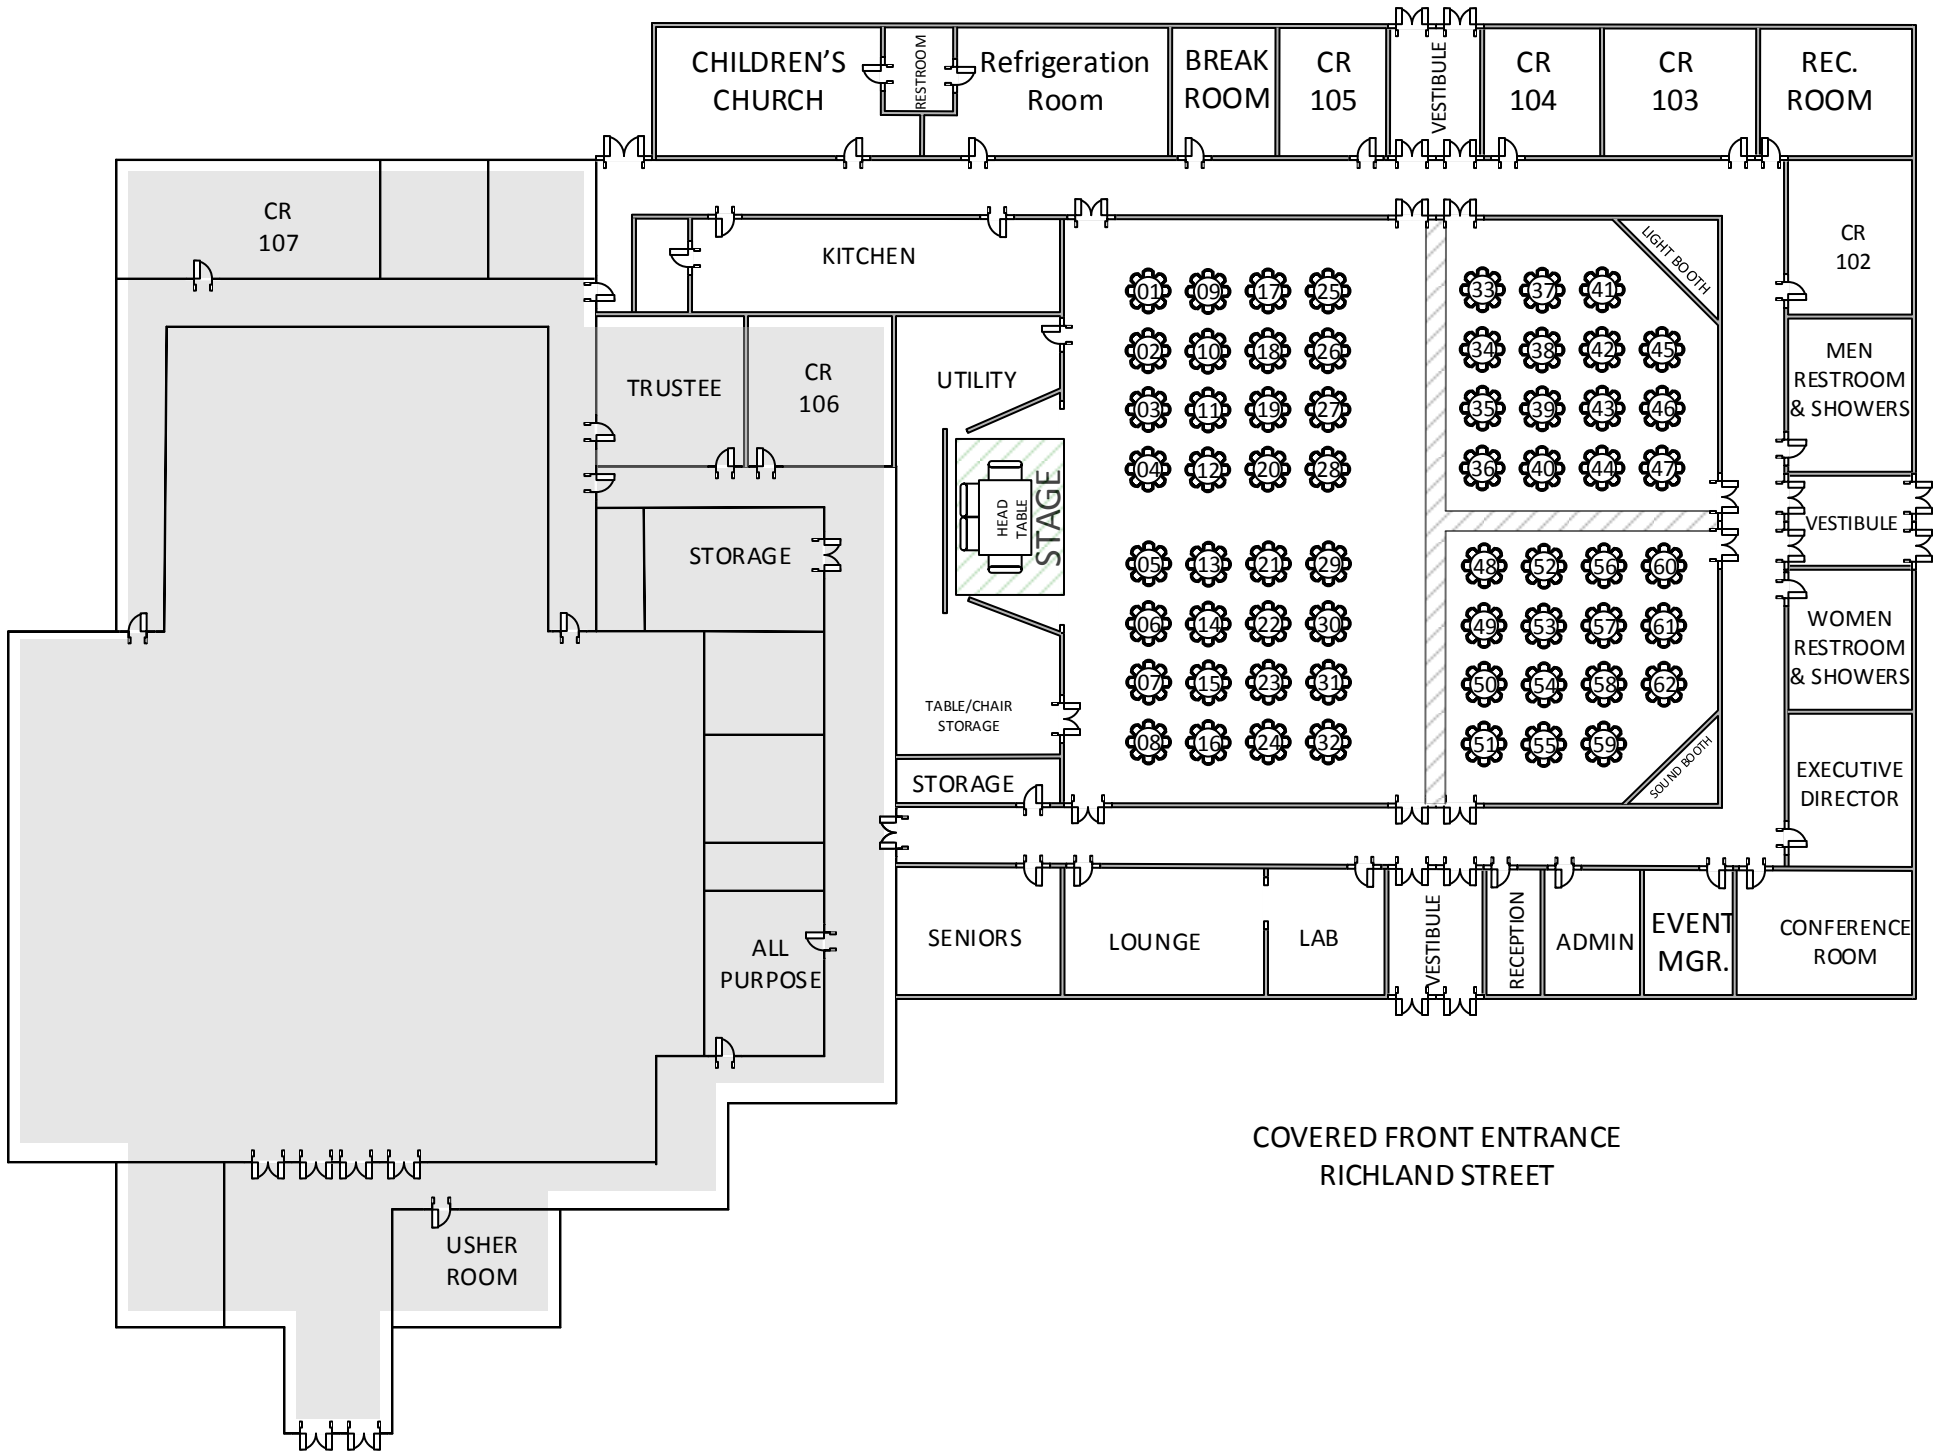 CHILDREN'S
CHURCH
RESTROOM
Refrigeration
Room
BREAK
ROOM
CR
105
VESTIBULE
CR
104
CR
103
REC.
ROOM
CR
107
KITCHEN
LIGHT BOOTH
CR
102
TRUSTEE
CR
106
UTILITY
MEN
RESTROOM
& SHOWERS
01 09 17 25
02 10 18 26
03 11 19 27
04 12 20 28
33 37 41
34 38 42 45
35 39 43 46
36 40 44 47
HEAD
TABLE
STAGE
STORAGE
VESTIBULE
05 13 21 29
06 14 22 30
07 15 23 31
08 16 24 32
48 52 56 60
49 53 57 61
50 54 58 62
51 55 59
WOMEN
RESTROOM
& SHOWERS
TABLE/CHAIR
STORAGE
SOUND BOOTH
STORAGE
EXECUTIVE
DIRECTOR
ALL
PURPOSE
SENIORS
LOUNGE
LAB
VESTIBULE
RECEPTION
ADMIN
EVENT
MGR.
CONFERENCE
ROOM
COVERED FRONT ENTRANCE
RICHLAND STREET
USHER
ROOM